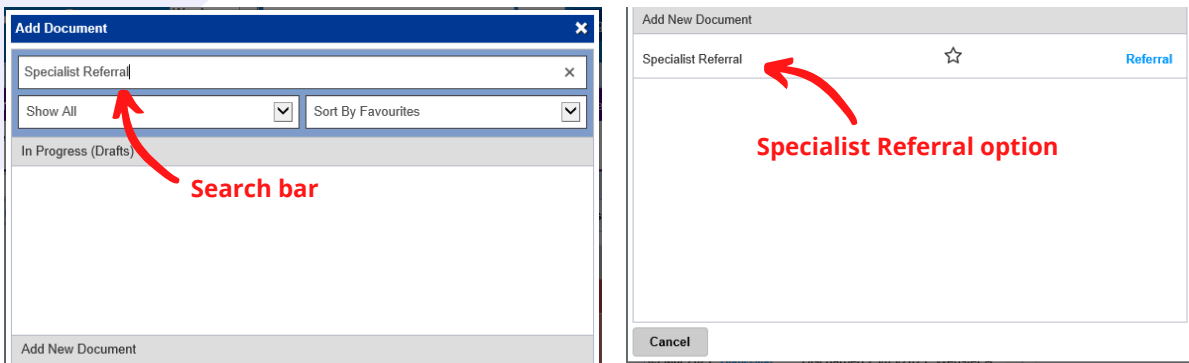 Add Document
Specialist Referral
Show All
Sort By Favourites
In Progress (Drafts)
Search bar
Add New Document
Add New Document
Specialist Referral
Referral
Specialist Referral option
Cancel